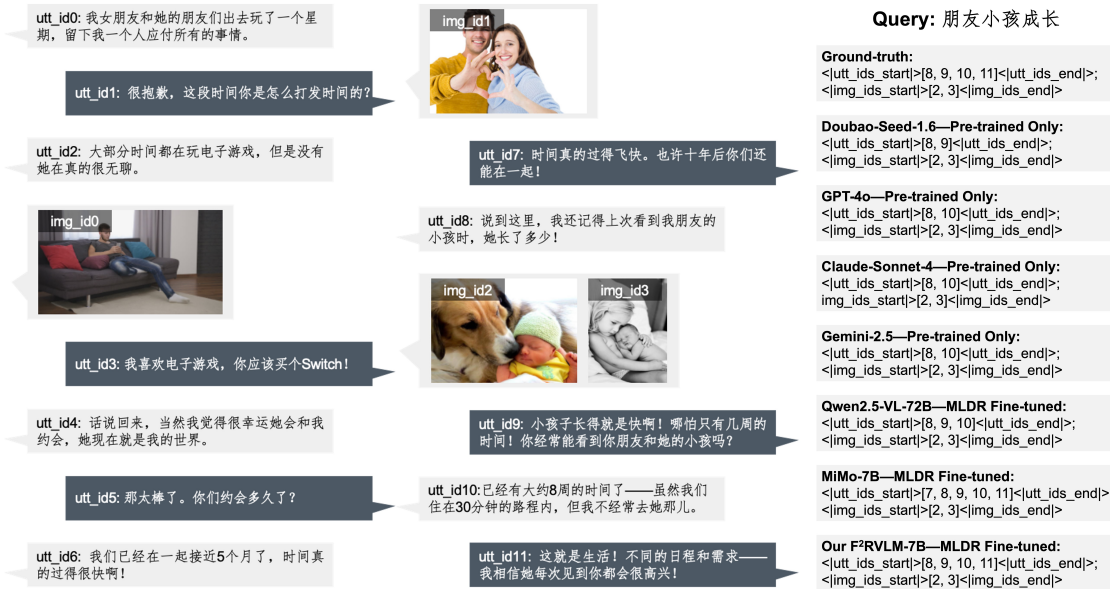 utt_id0: 我女朋友和她的朋友们出去玩了一个星
期，留下我一个人应付所有的事情。
utt_id1: 很抱歉，这段时间你是怎么打发时间的?
utt_id2: 大部分时间都在玩电子游戏，但是没有
她在真的很无聊。
img_id0
utt_id3: 我喜欢电子游戏，你应该买个Switch！
utt_id4: 话说回来，当然我觉得很幸运她会和我
约会，她现在就是我的世界。
utt_id5: 那太棒了。你们约会多久了？
utt_id6: 我们已经在一起接近5个月了，时间真
的过得很快啊！
img_id1
utt_id7: 时间真的过得飞快。也许十年后你们还
能在一起！
utt_id8: 说到这里，我还记得上次看到我朋友的
小孩时，她长了多少！
img_id2
img_id3
utt_id9: 小孩子长得就是快啊！哪怕只有几周的
时间！你经常能看到你朋友和她的小孩吗？
utt_id10:已经有大约8周的时间了——虽然我们
住在30分钟的路程内，但我不经常去她那儿。
utt_id11: 这就是生活！不同的日程和需求——
我相信她每次见到你都会很高兴！
Query: 朋友小孩成长
Ground-truth:
<|utt_ids_start|>[8, 9, 10, 11]<|utt_ids_end|>;
<|img_ids_start|>[2, 3]<|img_ids_end|>
Doubao-Seed-1.6—Pre-trained Only:
<|utt_ids_start|>[8, 9]<|utt_ids_end|>;
<|img_ids_start|>[2, 3]<|img_ids_end|>
GPT-4o—Pre-trained Only:
<|utt_ids_start|>[8, 10]<|utt_ids_end|>;
<|img_ids_start|>[2, 3]<|img_ids_end|>
Claude-Sonnet-4—Pre-trained Only:
<|utt_ids_start|>[8, 10]<|utt_ids_end|>;
img_ids_start|>[2, 3]<|img_ids_end|>
Gemini-2.5—Pre-trained Only:
<|utt_ids_start|>[8, 10]<|utt_ids_end|>;
<|img_ids_start|>[2, 3]<|img_ids_end|>
Qwen2.5-VL-72B—MLDR Fine-tuned:
<|utt_ids_start|>[8, 9, 10]<|utt_ids_end|>;
<|img_ids_start|>[2, 3]<|img_ids_end|>
MiMo-7B—MLDR Fine-tuned:
<|utt_ids_start|>[7, 8, 9, 10, 11]<|utt_ids_end|>
<|img_ids_start|>[2, 3]<|img_ids_end|>
Our F²RVLM-7B—MLDR Fine-tuned:
<|utt_ids_start|>[8, 9, 10, 11]<|utt_ids_end|>;
<|img_ids_start|>[2, 3]<|img_ids_end|>